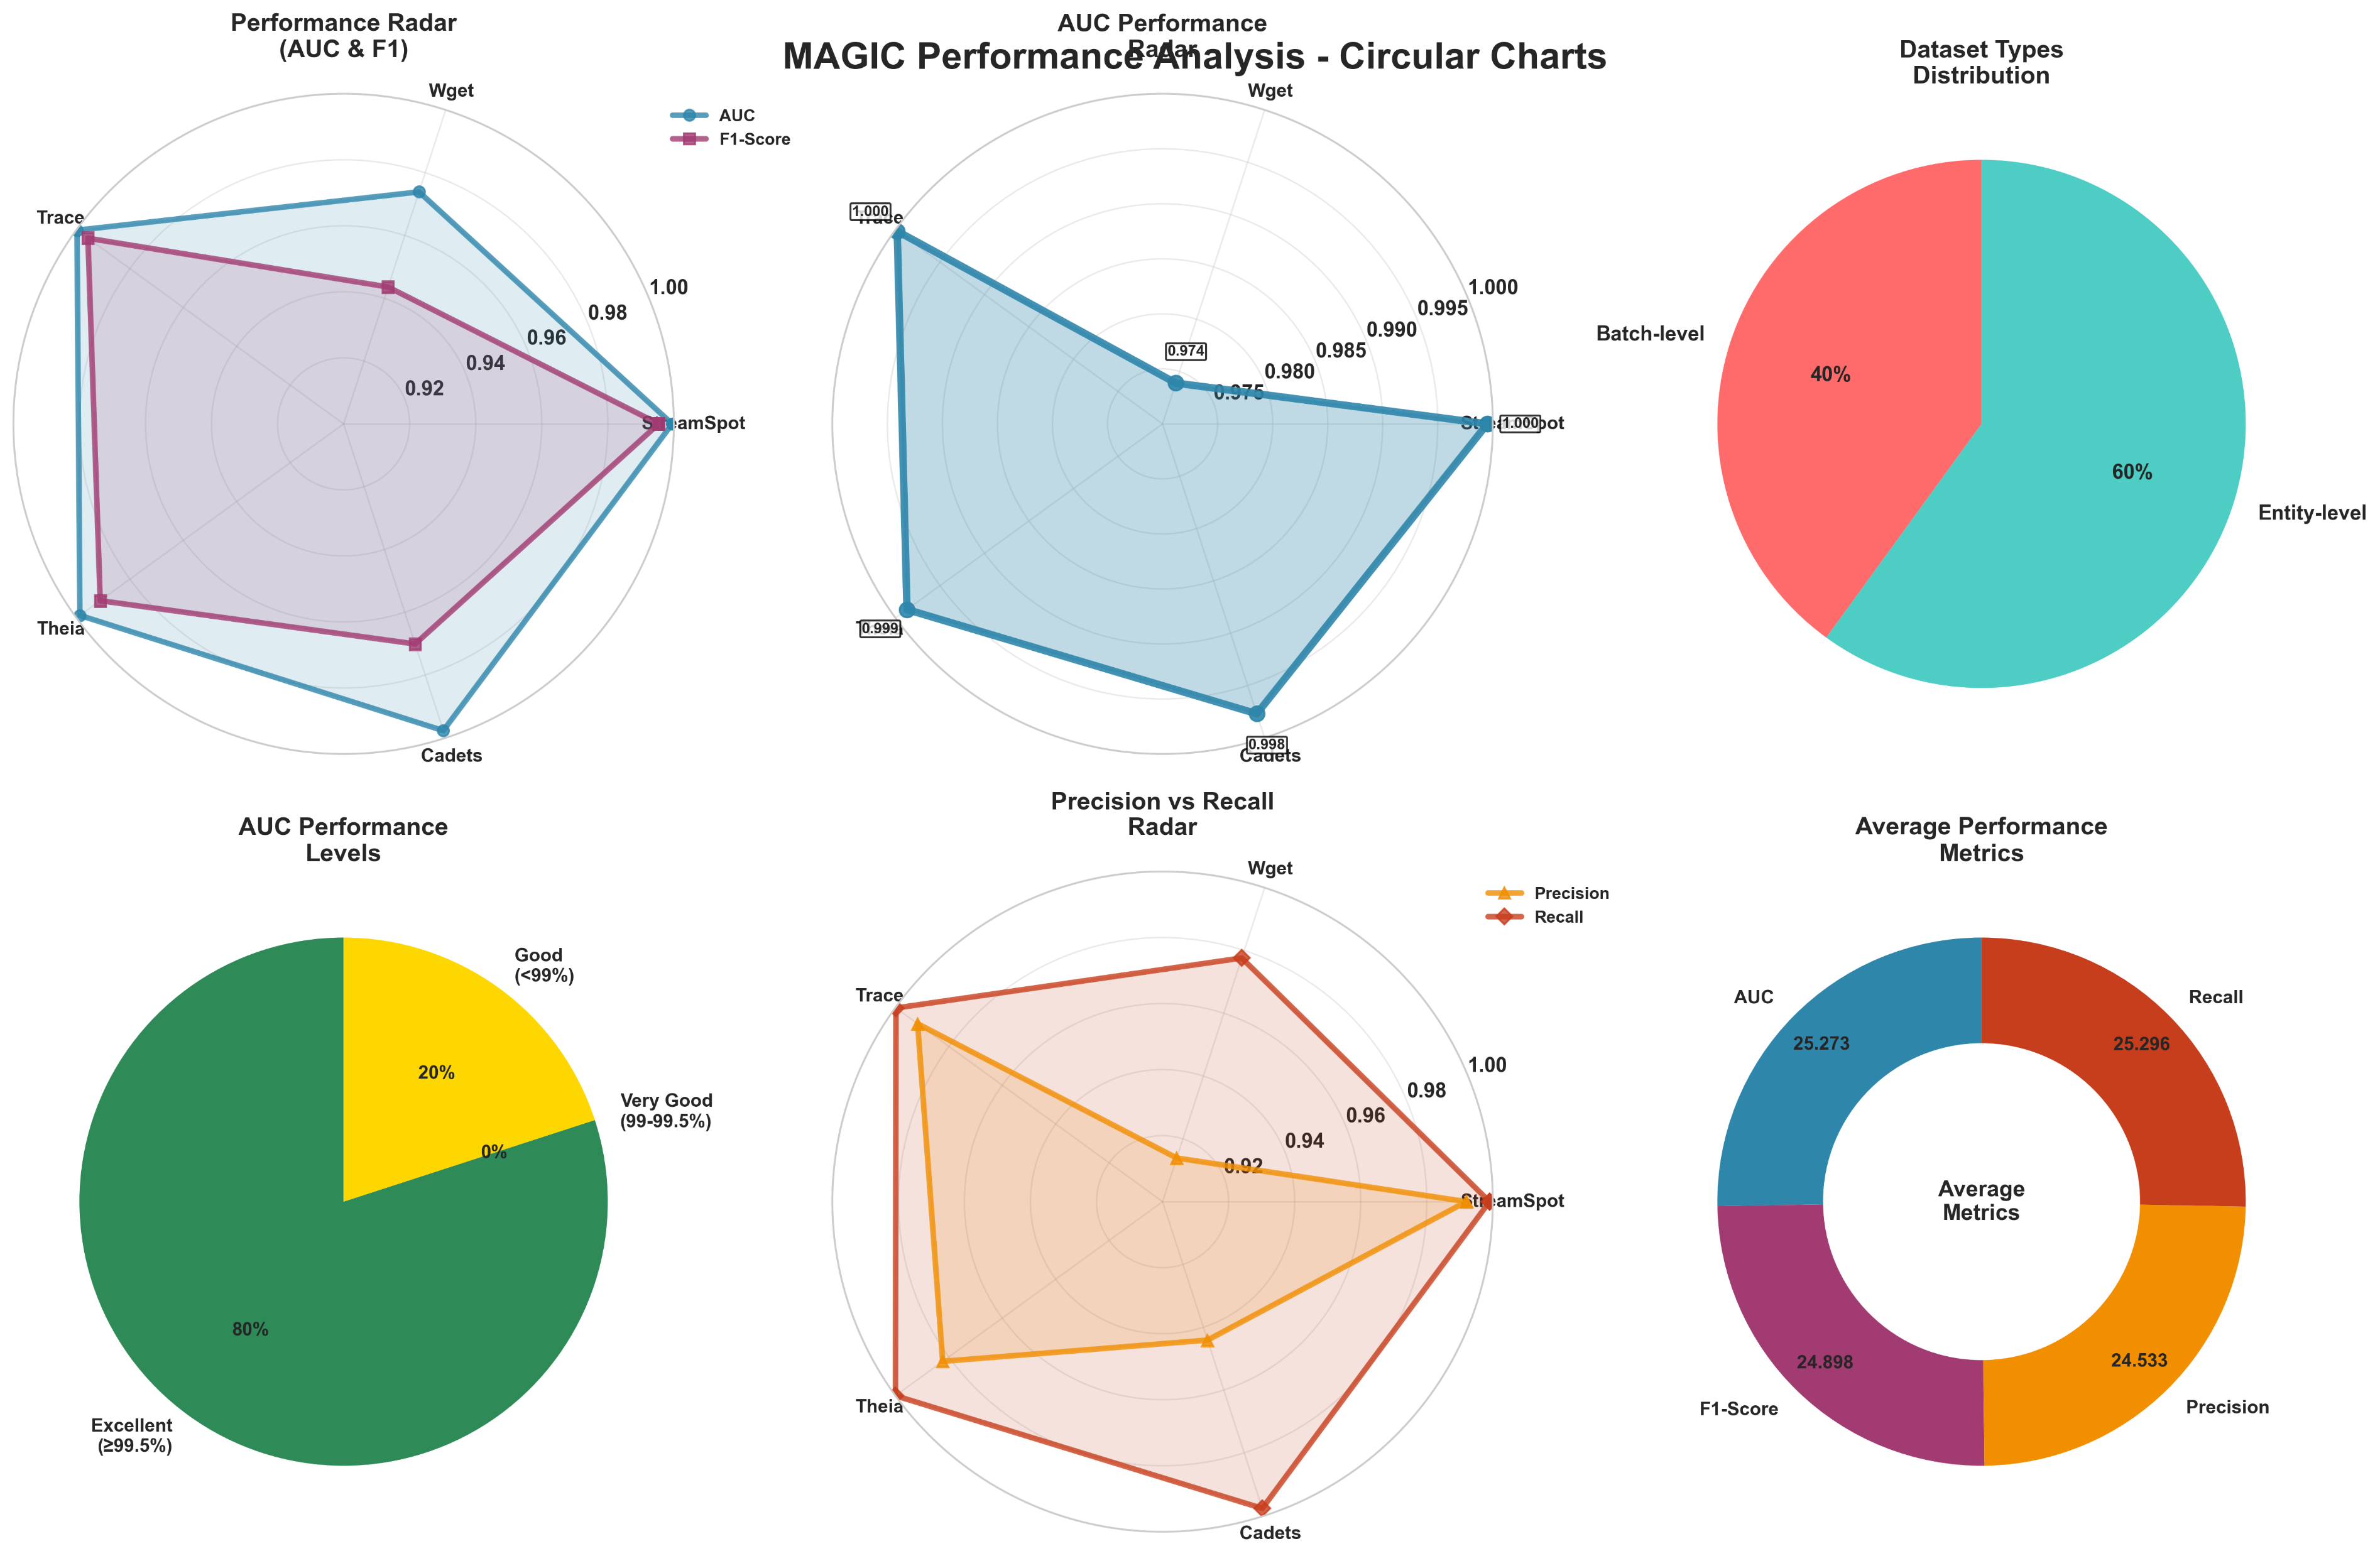 MAGIC Performance Analysis - Circular Charts
Performance Radar
(AUC & F1)
Wget
Trace
StreamSpot
Theia
Cadets
0.92
0.94
0.96
0.98
1.00
AUC
F1-Score
AUC Performance
Radar
Wget
Trace
StreamSpot
Theia
Cadets
0.975
0.980
0.985
0.990
0.995
1.000
1.000
0.974
1.000
0.999
0.998
Dataset Types
Distribution
Batch-level
40%
60%
Entity-level
AUC Performance
Levels
Good
(<99%)
20%
Very Good
(99-99.5%)
0%
80%
Excellent
(≥99.5%)
Precision vs Recall
Radar
Wget
Trace
StreamSpot
Theia
Cadets
0.92
0.94
0.96
0.98
1.00
Precision
Recall
Average Performance
Metrics
AUC
25.273
Recall
25.296
Average
Metrics
F1-Score
24.898
Precision
24.533